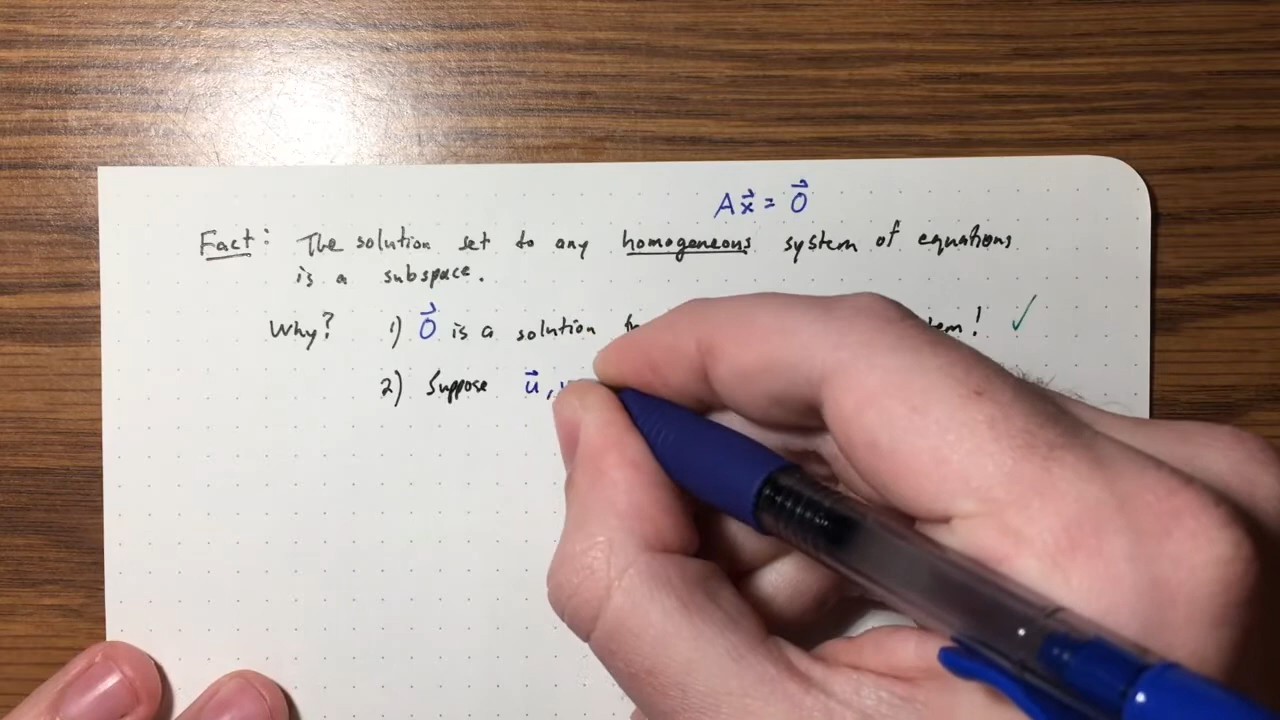 A x⃗ = 0⃗
Fact: The solution set to any homogeneous system of equations
is a subspace.
Why? 1) 0⃗ is a solution !  ✓
2) Suppose u⃗,